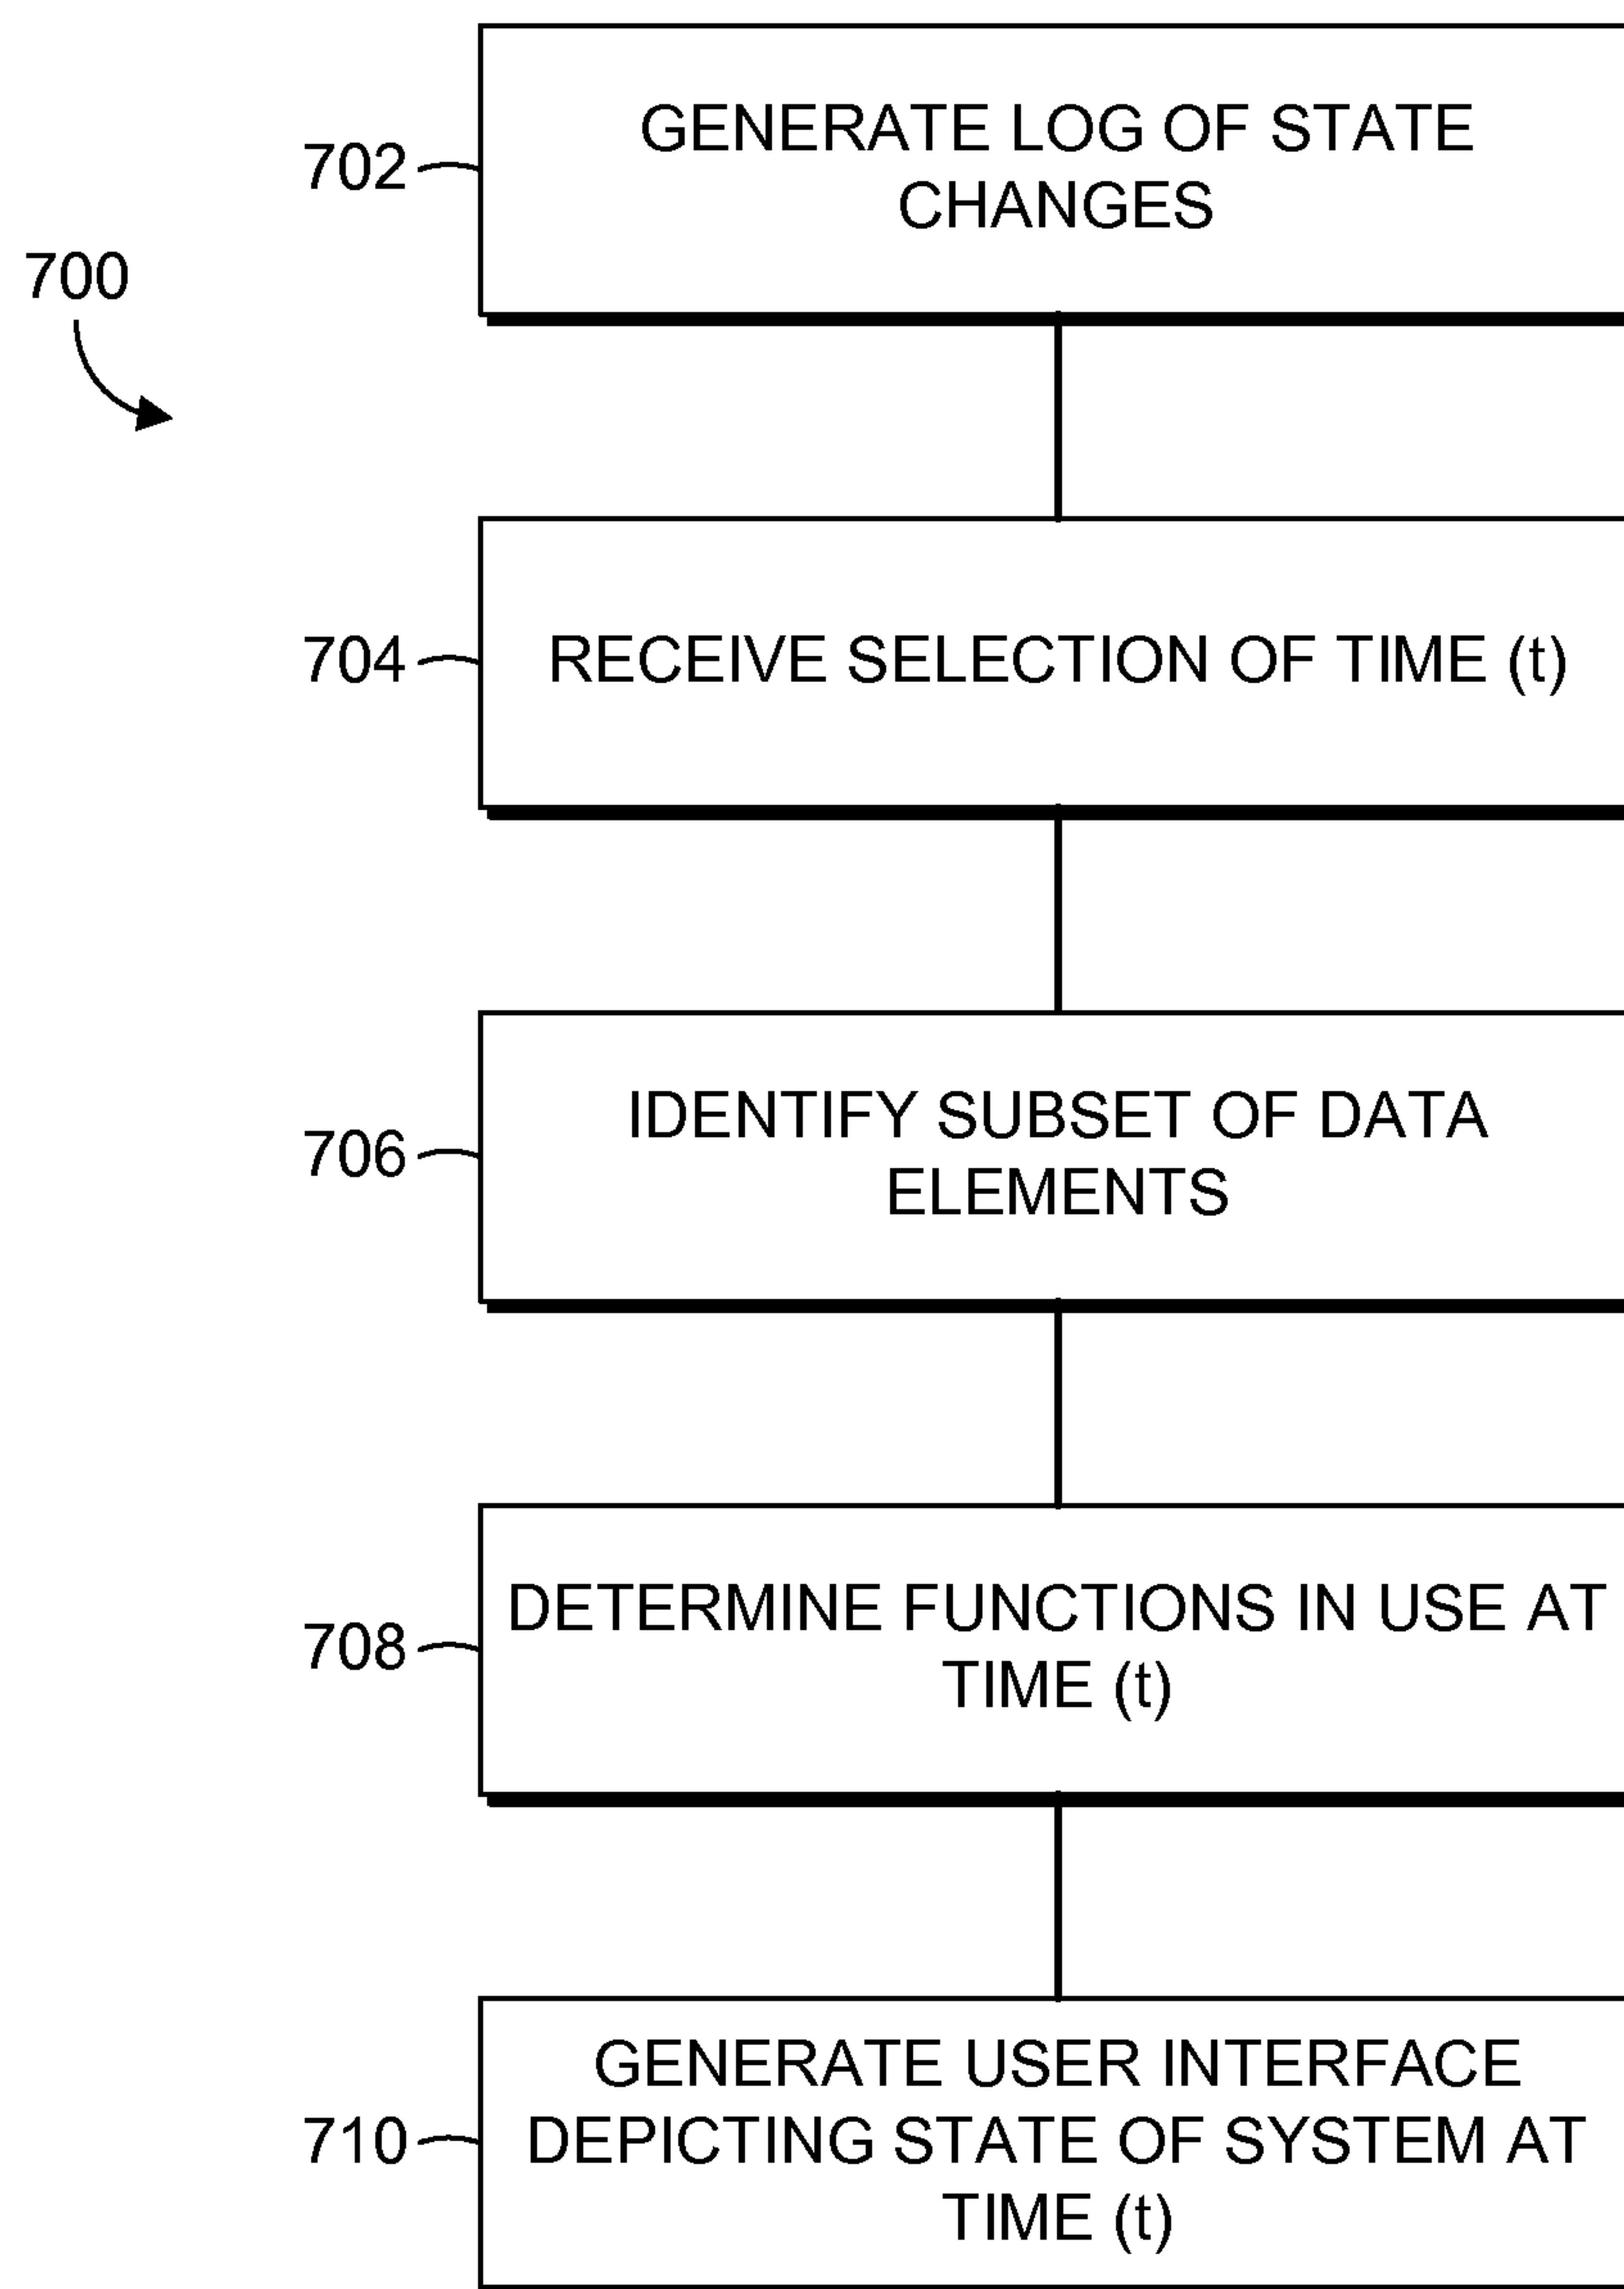 702
GENERATE LOG OF STATE
CHANGES
700
704
RECEIVE SELECTION OF TIME (t)
706
IDENTIFY SUBSET OF DATA
ELEMENTS
708
DETERMINE FUNCTIONS IN USE AT
TIME (t)
710
GENERATE USER INTERFACE
DEPICTING STATE OF SYSTEM AT
TIME (t)